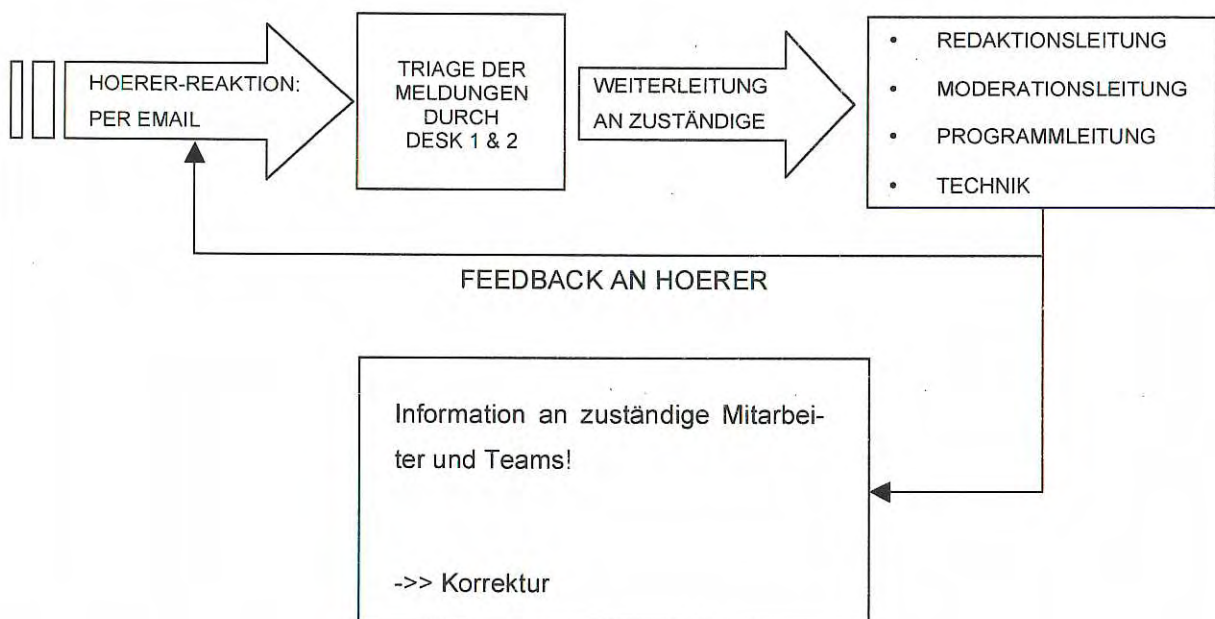 HOERER-REAKTION:
PER EMAIL
TRIAGE DER
MELDUNGEN
DURCH
DESK 1 & 2
WEITERLEITUNG
AN ZUSTÄNDIGE
• REDAKTIONSLEITUNG
• MODERATIONSLEITUNG
• PROGRAMMLEITUNG
• TECHNIK
FEEDBACK AN HOERER
Information an zuständige Mitarbei-
ter und Teams!
->> Korrektur